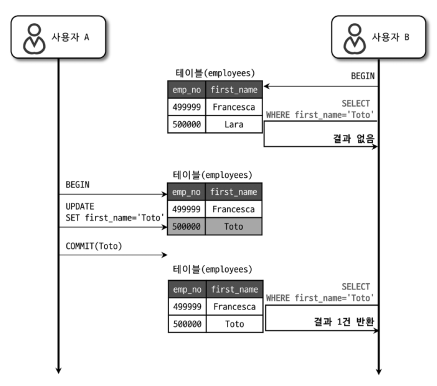 사용자 A
사용자 B
BEGIN
테이블(employees)
emp_no first_name
499999 Francesca
500000 Lara
SELECT
WHERE first_name='Toto'
결과 없음
BEGIN
UPDATE
SET first_name='Toto'
COMMIT(Toto)
테이블(employees)
emp_no first_name
499999 Francesca
500000 Toto
테이블(employees)
emp_no first_name
499999 Francesca
500000 Toto
SELECT
WHERE first_name='Toto'
결과 1건 반환